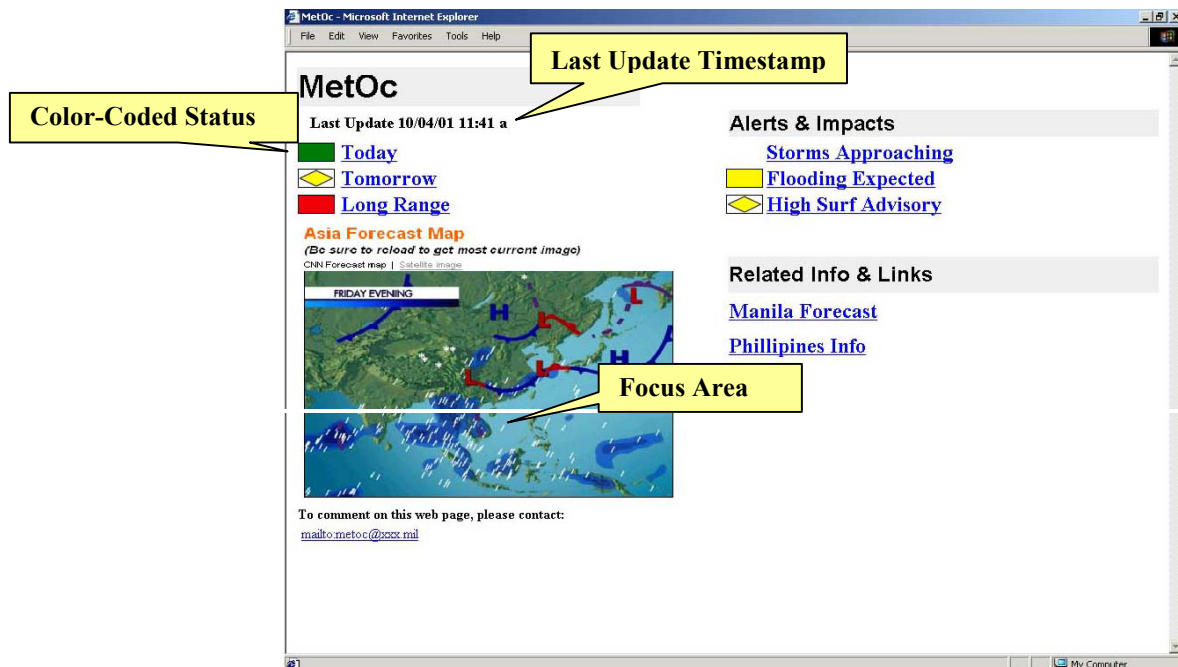 MetOc - Microsoft Internet Explorer
File Edit View Favorites Tools Help
Last Update Timestamp
MetOc
Color-Coded Status
Last Update 10/04/01 11:41 a
Today
Tomorrow
Long Range
Alerts & Impacts
Storms Approaching
Flooding Expected
High Surf Advisory
Asia Forecast Map
(Be sure to reload to get most current image)
CNN Forecast map | Satellite image
FRIDAY EVENING
H
L
L
L
L
H
Related Info & Links
Manila Forecast
Phillipines Info
Focus Area
To comment on this web page, please contact:
mailto:metoc@xxx.mil
My Computer